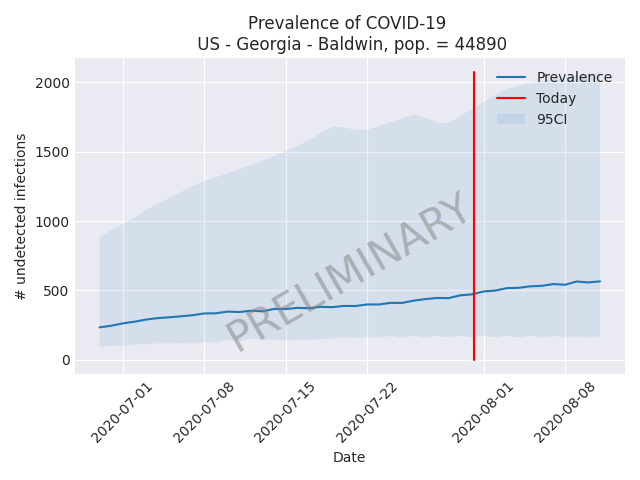 Prevalence of COVID-19
US - Georgia - Baldwin, pop. = 44890
Prevalence
Today
95CI
# undetected infections
2000
1500
1000
500
0
PRELIMINARY
2020-07-01
2020-07-08
2020-07-15
2020-07-22
2020-08-01
2020-08-08
Date